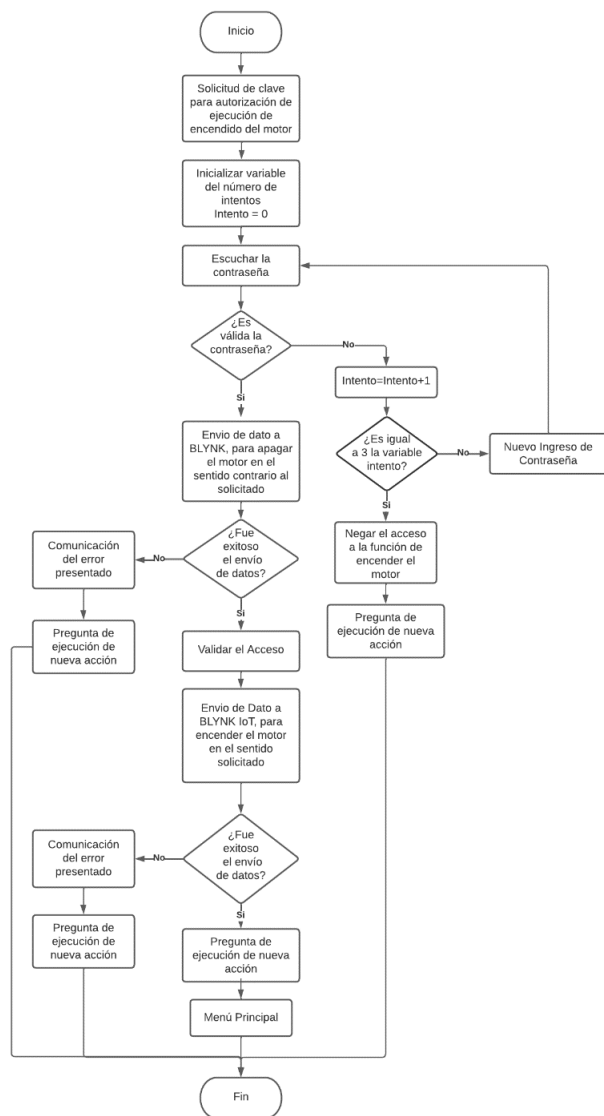 Inicio
Solicitud de clave
para autorización de
ejecución de
encendido del motor
Inicializar variable
del número de
intentos
Intento = 0
Escuchar la
contraseña
¿Es
válida la
contraseña?
No
Si
Intento=Intento+1
¿Es igual
a 3 la variable
intento?
No
Nuevo Ingreso de
Contraseña
Si
Negar el acceso
a la función de
encender el
motor
Pregunta de
ejecución de nueva
acción
Envio de dato a
BLYNK, para apagar
el motor en el
sentido contrario al
solicitado
¿Fue
exitoso
el envío
de datos?
No
Comunicación
del error
presentado
Pregunta de
ejecución de
nueva acción
Si
Validar el Acceso
Envio de Dato a
BLYNK IoT, para
encender el motor
en el sentido
solicitado
¿Fue
exitoso
el envío
de datos?
No
Comunicación
del error
presentado
Pregunta de
ejecución de
nueva acción
Si
Pregunta de
ejecución de nueva
acción
Menú Principal
Fin